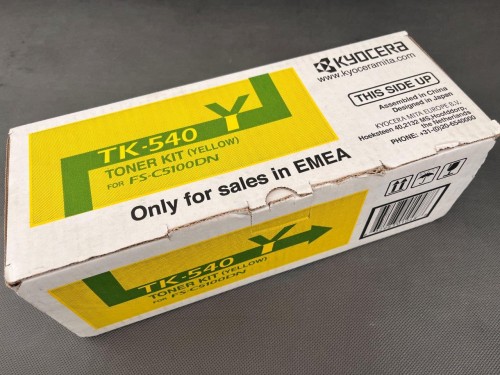 KYOCERA
www.kyoceramita.com
THIS SIDE UP
Assembled in China
Designed in Japan
KYOCERA MITA EUROPE B.V.
Hoeksteen 40,2132 MS,Hoofddorp,
the Netherlands
PHONE: +31-(0)20-6540000
TK-540 Y
TONER KIT (YELLOW)
FOR FS-C5100DN
Only for sales in EMEA
TK-540 Y
TONER KIT (YELLOW)
FOR FS-C5100DN